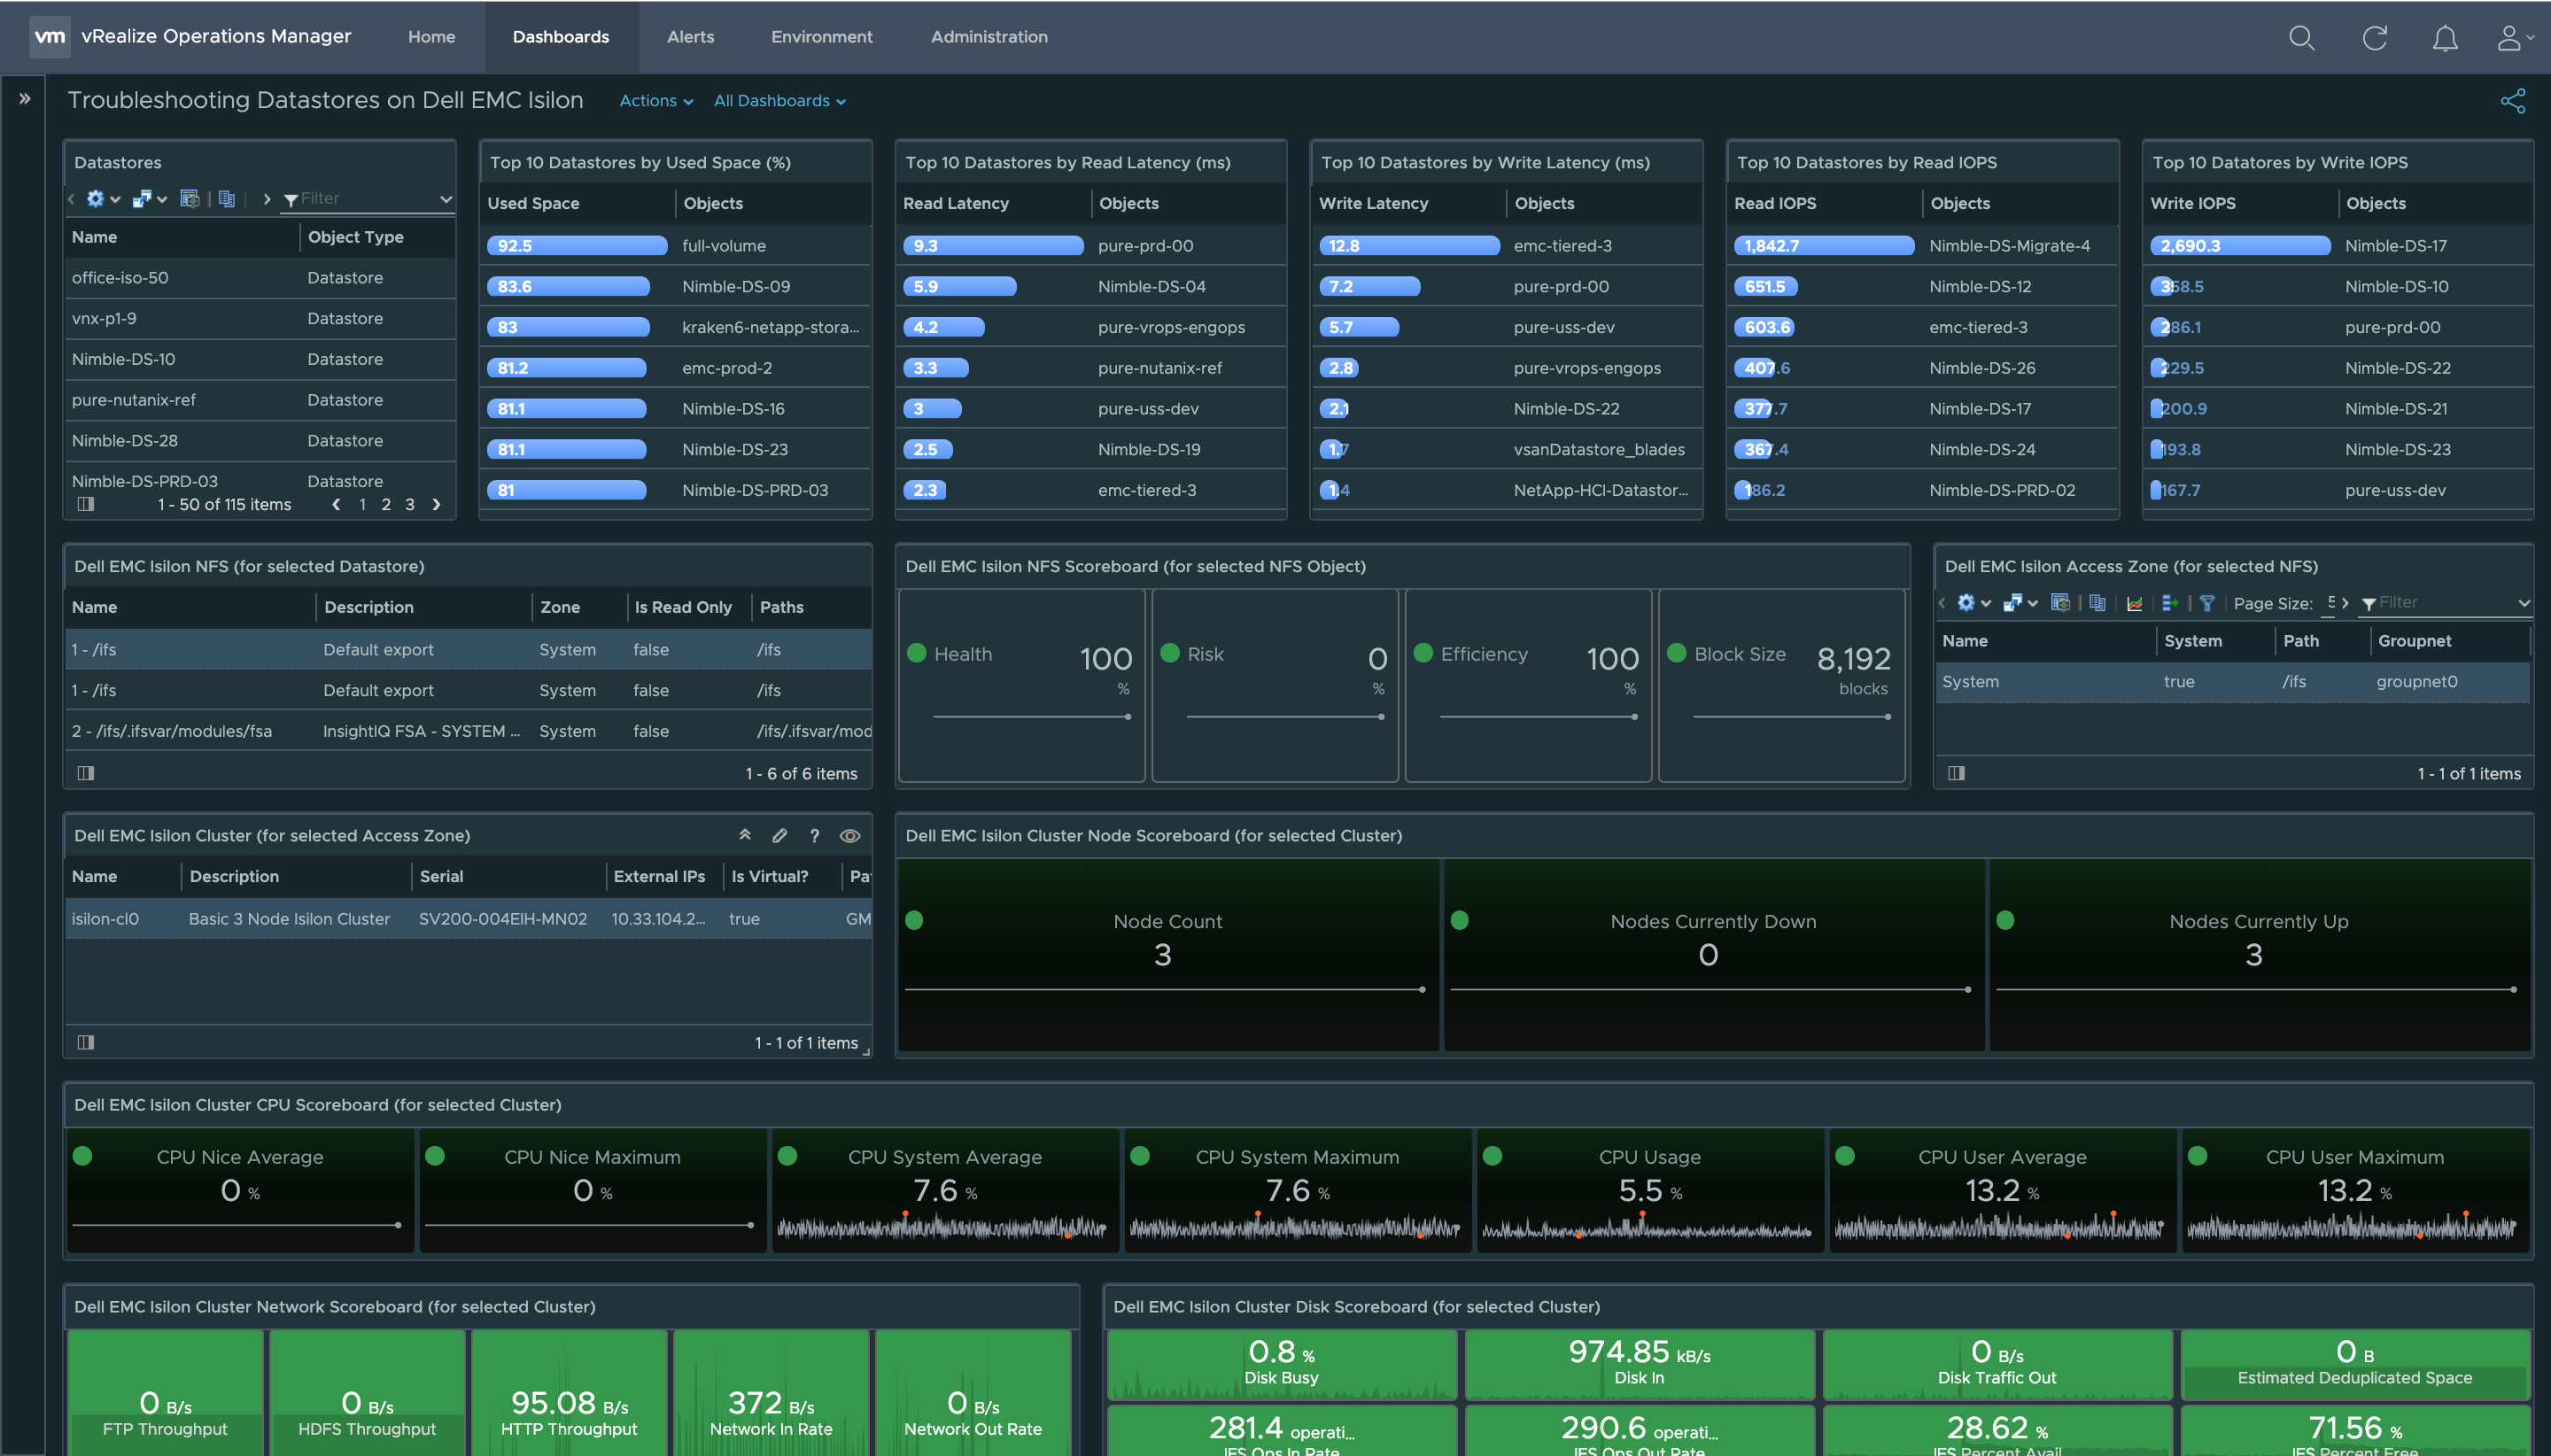 vm vRealize Operations Manager Home Dashboards Alerts Environment Administration
Troubleshooting Datastores on Dell EMC Isilon Actions All Dashboards
Datastores
Filter
Name Object Type
office-iso-50 Datastore
vnx-p1-9 Datastore
Nimble-DS-10 Datastore
pure-nutanix-ref Datastore
Nimble-DS-28 Datastore
Nimble-DS-PRD-03 Datastore
1 - 50 of 115 items 1 2 3
Top 10 Datastores by Used Space (%)
Used Space Objects
92.5 full-volume
83.6 Nimble-DS-09
83 kraken6-netapp-stora...
81.2 emc-prod-2
81.1 Nimble-DS-16
81.1 Nimble-DS-23
81 Nimble-DS-PRD-03
Top 10 Datastores by Read Latency (ms)
Read Latency Objects
9.3 pure-prd-00
5.9 Nimble-DS-04
4.2 pure-vrops-engops
3.3 pure-nutanix-ref
3 pure-uss-dev
2.5 Nimble-DS-19
2.3 emc-tiered-3
Top 10 Datastores by Write Latency (ms)
Write Latency Objects
12.8 emc-tiered-3
7.2 pure-prd-00
5.7 pure-uss-dev
2.8 pure-vrops-engops
2.1 Nimble-DS-22
1.7 vsanDatastore_blades
1.4 NetApp-HCI-Datastor...
Top 10 Datastores by Read IOPS
Read IOPS Objects
1,842.7 Nimble-DS-Migrate-4
651.5 Nimble-DS-12
603.6 emc-tiered-3
407.6 Nimble-DS-26
377.7 Nimble-DS-17
367.4 Nimble-DS-24
186.2 Nimble-DS-PRD-02
Top 10 Datastores by Write IOPS
Write IOPS Objects
2,690.3 Nimble-DS-17
358.5 Nimble-DS-10
286.1 pure-prd-00
229.5 Nimble-DS-22
200.9 Nimble-DS-21
193.8 Nimble-DS-23
167.7 pure-uss-dev
Dell EMC Isilon NFS (for selected Datastore)
Name Description Zone Is Read Only Paths
1 - /ifs Default export System false /ifs
1 - /ifs Default export System false /ifs
2 - /ifs/.ifsvar/modules/fsa InsightIQ FSA - SYSTEM ... System false /ifs/.ifsvar/mod
1 - 6 of 6 items
Dell EMC Isilon NFS Scoreboard (for selected NFS Object)
Health 100 %
Risk 0 %
Efficiency 100 %
Block Size 8,192 blocks
Dell EMC Isilon Access Zone (for selected NFS)
Page Size: 5 Filter
Name System Path Groupnet
System true /ifs groupnet0
1 - 1 of 1 items
Dell EMC Isilon Cluster (for selected Access Zone) ?
Name Description Serial External IPs Is Virtual? Pa
isilon-cl0 Basic 3 Node Isilon Cluster SV200-004EIH-MN02 10.33.104.2... true GM
1 - 1 of 1 items
Dell EMC Isilon Cluster Node Scoreboard (for selected Cluster)
Node Count
3
Nodes Currently Down
0
Nodes Currently Up
3
Dell EMC Isilon Cluster CPU Scoreboard (for selected Cluster)
CPU Nice Average
0 %
CPU Nice Maximum
0 %
CPU System Average
7.6 %
CPU System Maximum
7.6 %
CPU Usage
5.5 %
CPU User Average
13.2 %
CPU User Maximum
13.2 %
Dell EMC Isilon Cluster Network Scoreboard (for selected Cluster)
0 B/s
FTP Throughput
0 B/s
HDFS Throughput
95.08 B/s
HTTP Throughput
372 B/s
Network In Rate
0 B/s
Network Out Rate
Dell EMC Isilon Cluster Disk Scoreboard (for selected Cluster)
0.8 %
Disk Busy
974.85 kB/s
Disk In
0 B/s
Disk Traffic Out
0 B
Estimated Deduplicated Space
281.4 operati...
IFS Ops In Rate
290.6 operati...
IFS Ops Out Rate
28.62 %
IFS Percent Avail
71.56 %
IFS Percent Free